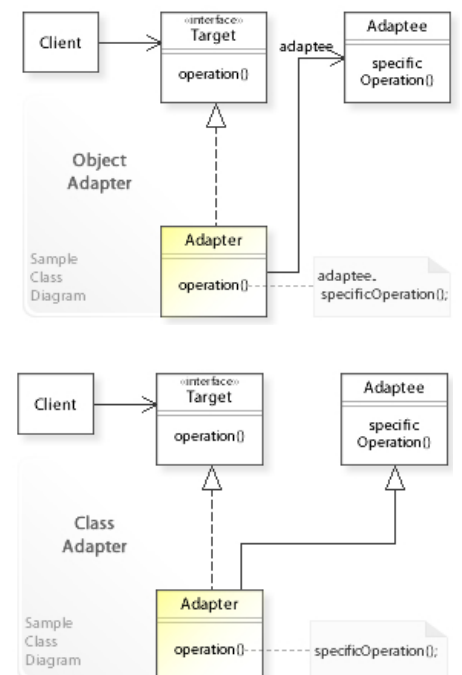 «interface»
Client
Target
Adaptee
adaptee
operation()
specific
Operation()
Object
Adapter
Adapter
Sample
Class
Diagram
operation()
adaptee.
specificOperation();
«interface»
Client
Target
Adaptee
operation()
specific
Operation()
Class
Adapter
Adapter
Sample
Class
Diagram
operation()
specificOperation();